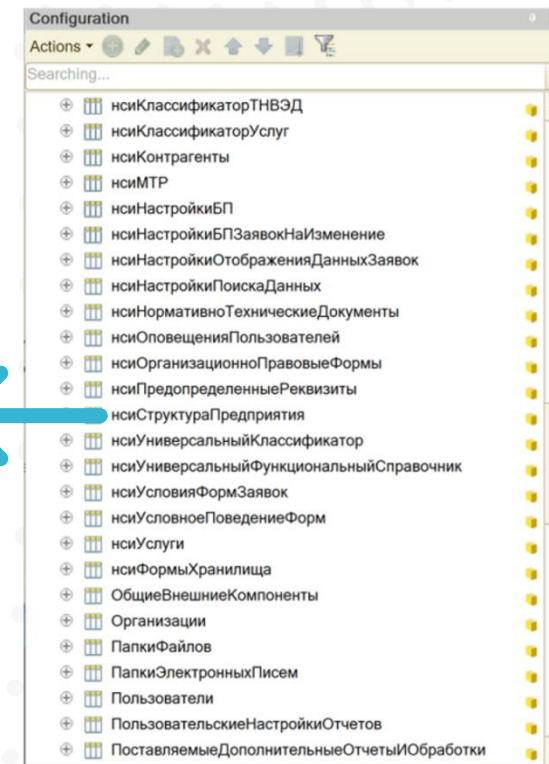 Configuration
Actions
Searching...
нсиКлассификаторТНВЭД
нсиКлассификаторУслуг
нсиКонтрагенты
нсиМТР
нсиНастройкиБП
нсиНастройкиБПЗаявокНаИзменение
нсиНастройкиОтображенияДанныхЗаявок
нсиНастройкиПоискаДанных
нсиНормативноТехническиеДокументы
нсиОповещенияПользователей
нсиОрганизационноПравовыеФормы
нсиПредопределенныеРеквизиты
нсиСтруктураПредприятия
нсиУниверсальныйКлассификатор
нсиУниверсальныйФункциональныйСправочник
нсиУсловияФормЗаявок
нсиУсловноеПоведениеФорм
нсиУслуги
нсиФормыХранилища
ОбщиеВнешниеКомпоненты
Организации
ПапкиФайлов
ПапкиЭлектронныхПисем
Пользователи
ПользовательскиеНастройкиОтчетов
ПоставляемыеДополнительныеОтчетыИОбработки